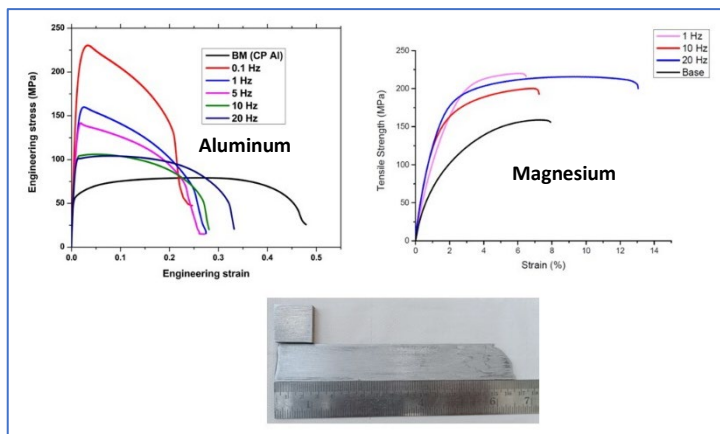 250
200
150
100
50
0
0.0 0.1 0.2 0.3 0.4 0.5
Engineering stress (MPa)
Engineering strain
BM (CP Al)
0.1 Hz
1 Hz
5 Hz
10 Hz
20 Hz
Aluminum
250
200
150
100
50
0
0 2 4 6 8 10 12 14
Tensile Strength (MPa)
Strain (%)
1 Hz
10 Hz
20 Hz
Base
Magnesium
1 6 7